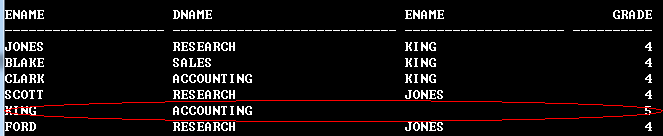 ENAME DNAME ENAME GRADE
JONES RESEARCH KING 4
BLAKE SALES KING 4
CLARK ACCOUNTING KING 4
SCOTT RESEARCH JONES 4
KING ACCOUNTING 5
FORD RESEARCH JONES 4